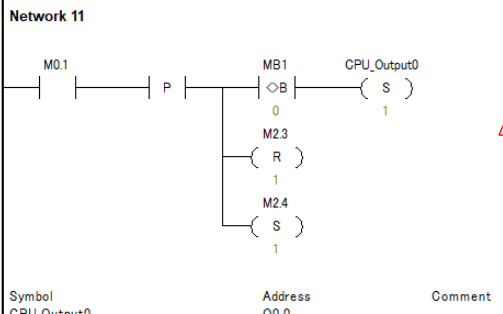 Network 11
M0.1 MB1 CPU_Output0
P <>B S
0 1
M2.3
R
1
M2.4
S
1
Symbol Address Comment
CPU_Output0 Q0.0